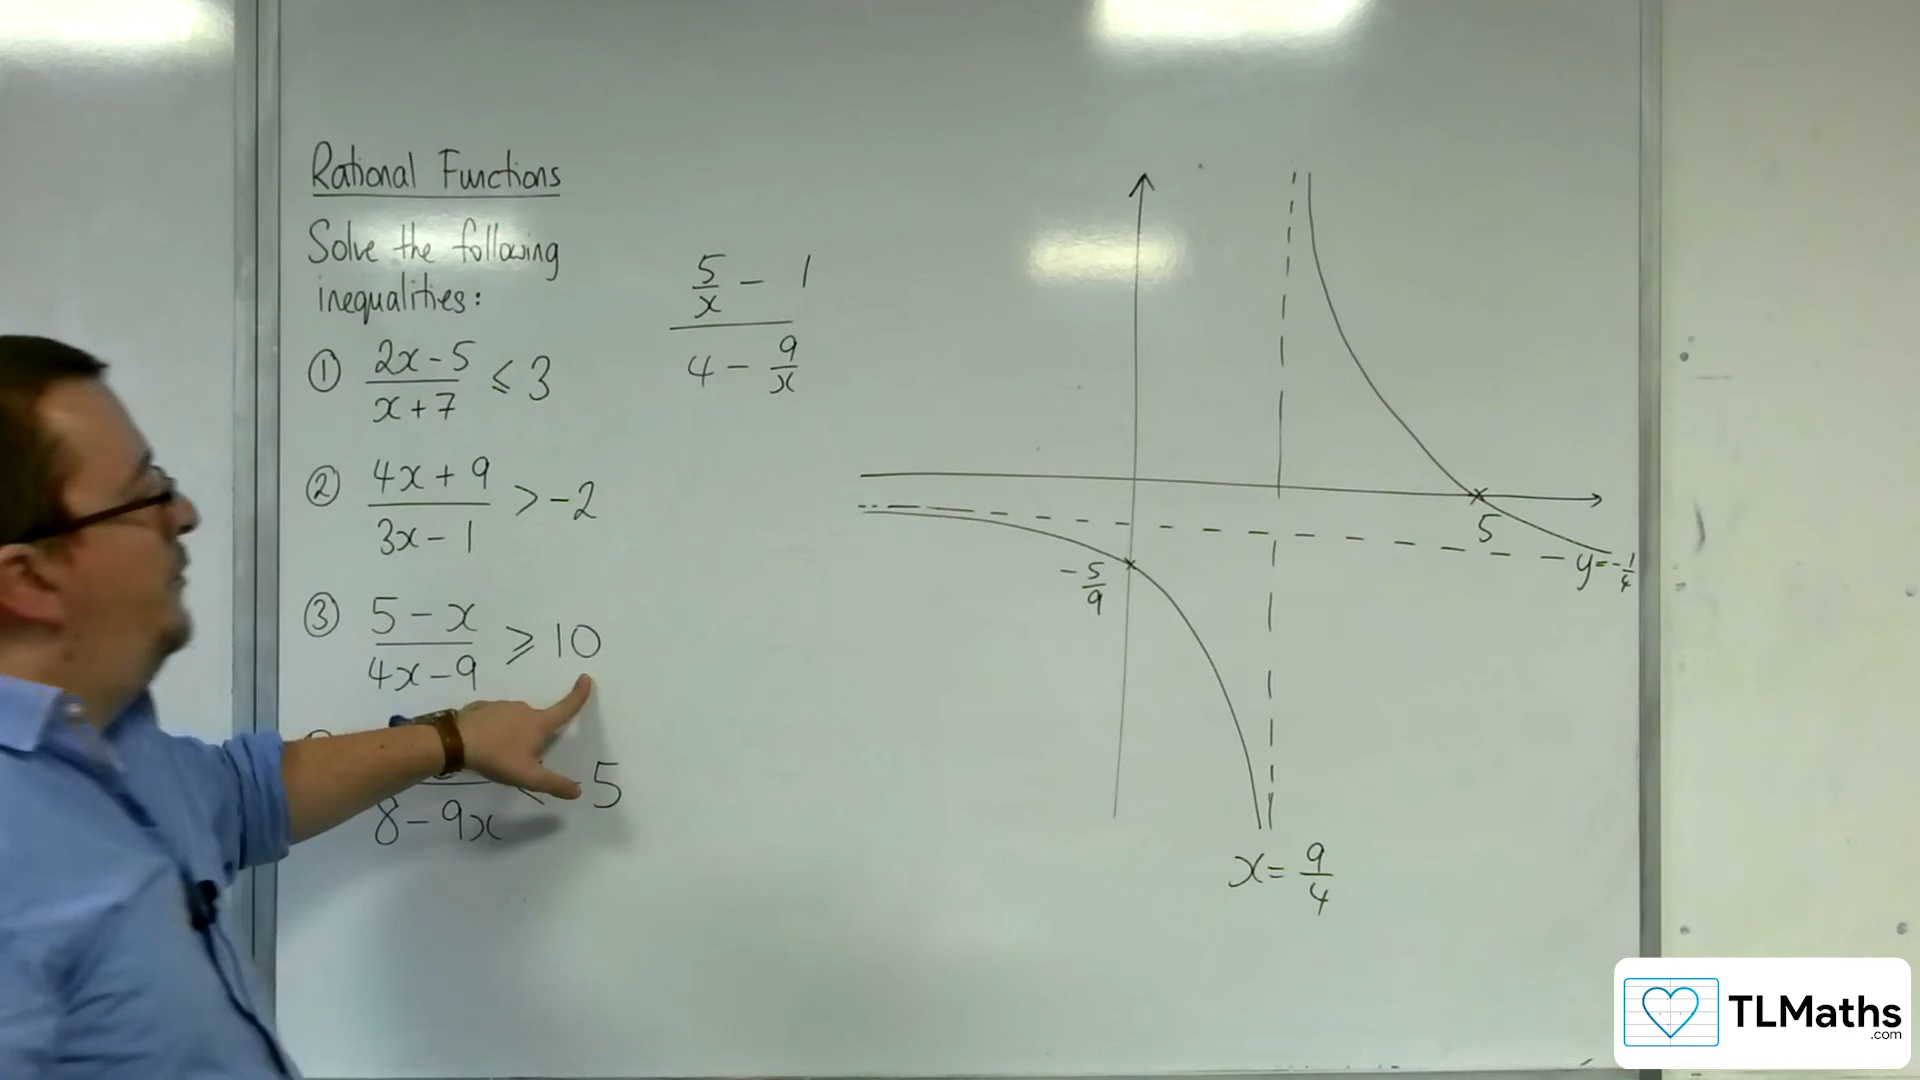 Rational Functions
Solve the following
inequalities:
① (2x-5)/(x+7) ≤ 3
② (4x+9)/(3x-1) > -2
③ (5-x)/(4x-9) ≥ 10
8-9x
5
5/x - 1
4 - 9/x
-5/9
5
y=-1/4
x = 9/4
TLMaths
.com